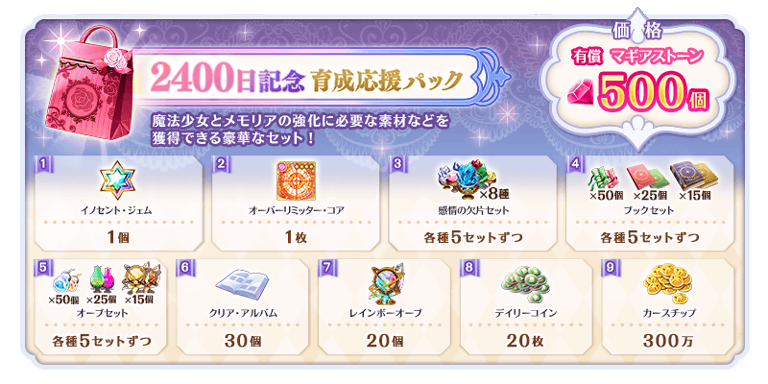 価格
2400日記念 育成応援パック
有償 マギアストーン
500個
魔法少女とメモリアの強化に必要な素材などを
獲得できる豪華なセット！
1
イノセント・ジェム
1個
2
オーバーリミッター・コア
1枚
3
×8種
感情の欠片セット
各種5セットずつ
4
×50個 ×25個 ×15個
ブックセット
各種5セットずつ
5
×50個 ×25個 ×15個
オーブセット
各種5セットずつ
6
クリア・アルバム
30個
7
レインボーオーブ
20個
8
デイリーコイン
20枚
9
カースチップ
300万